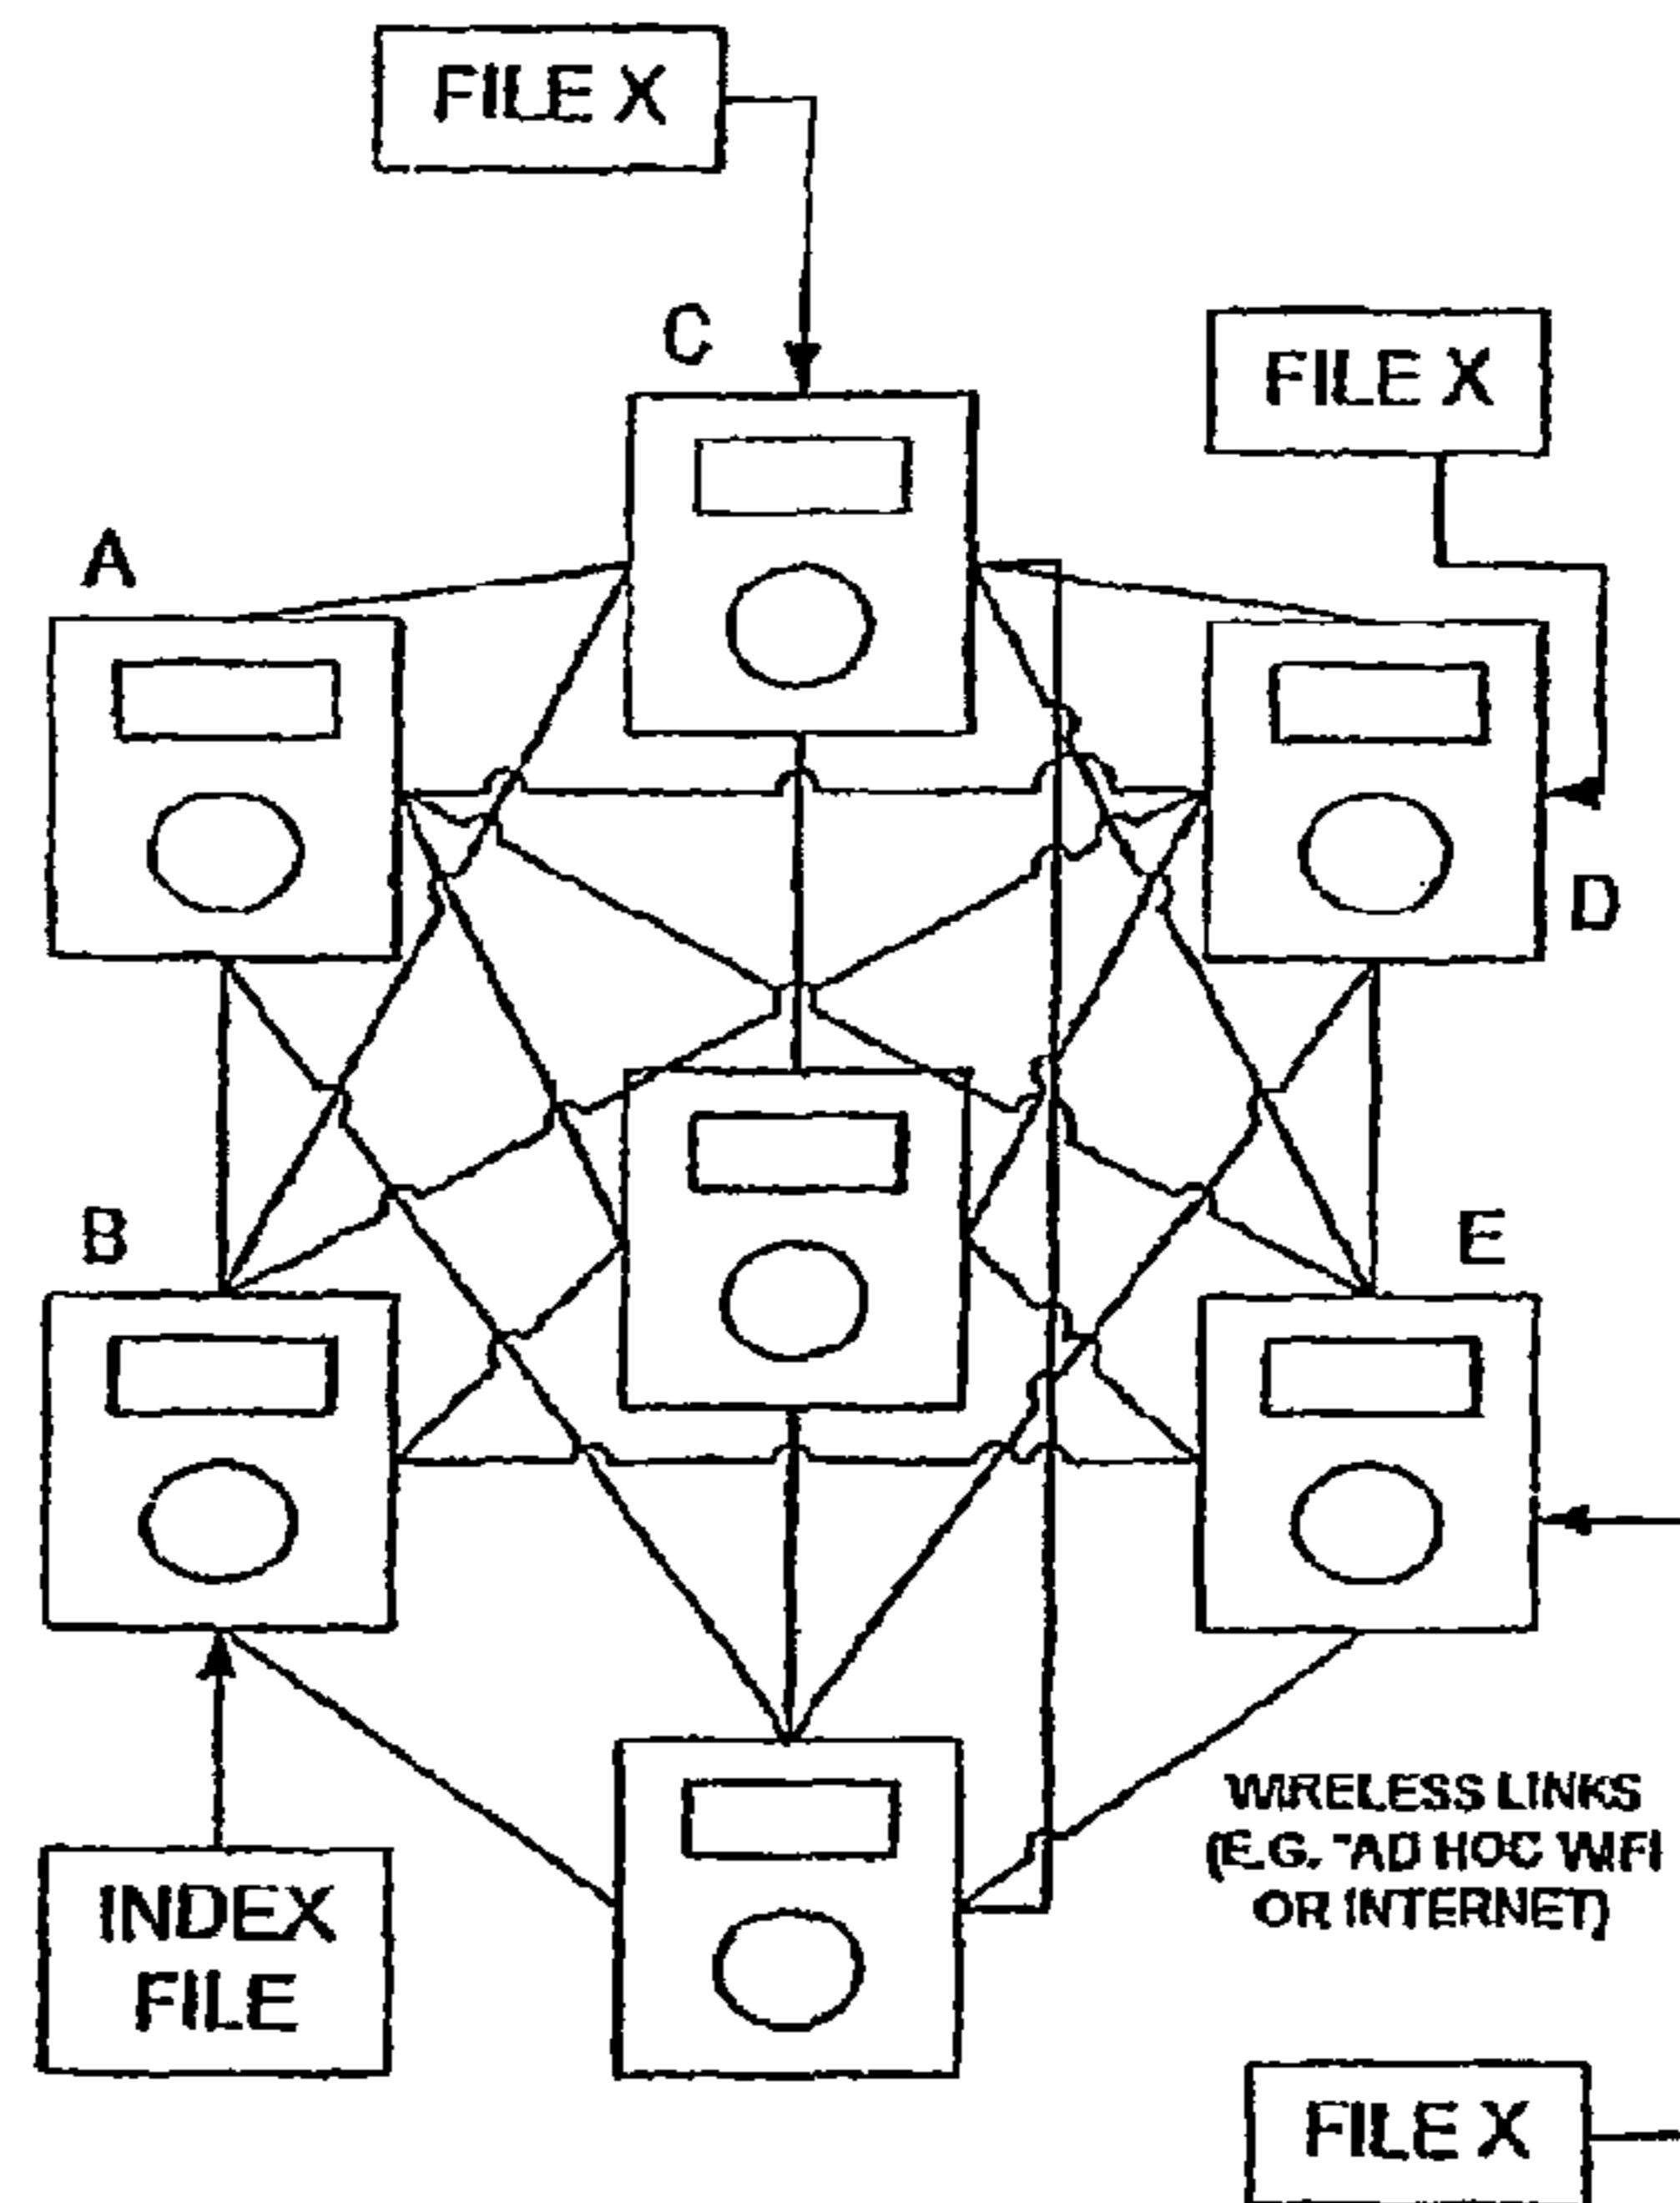 FILE X
C
FILE X
A
D
B
E
WIRELESS LINKS
(E.G. "AD HOC WIFI
OR INTERNET)
INDEX
FILE
FILE X